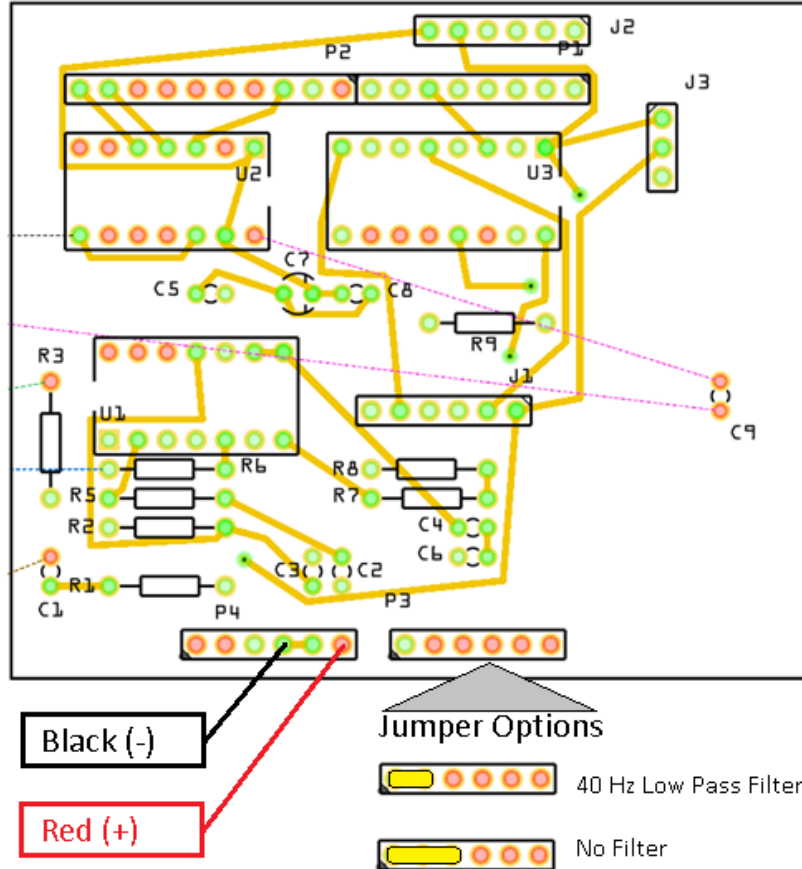 J2
P2
P1
J3
U2
U3
C7
C5
C8
R9
R3
J1
U1
C9
R6
R8
R5
R7
R2
C4
C6
C3
C2
C1
R1
P4
P3
Black (-)
Red (+)
Jumper Options
40 Hz Low Pass Filter
No Filter